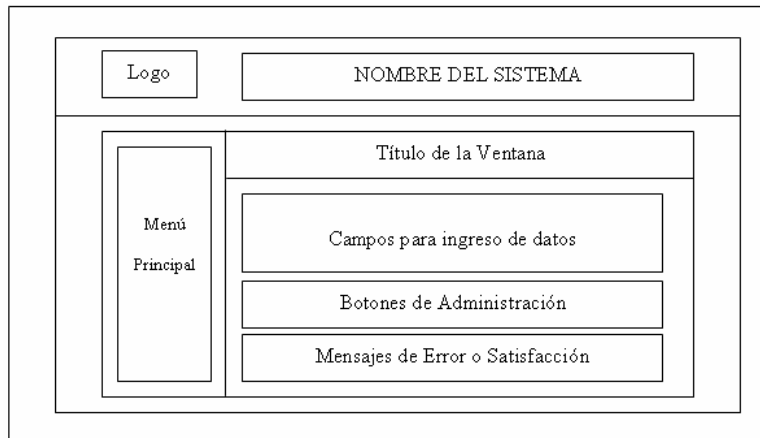 Logo
NOMBRE DEL SISTEMA
Título de la Ventana
Menú
Principal
Campos para ingreso de datos
Botones de Administración
Mensajes de Error o Satisfacción